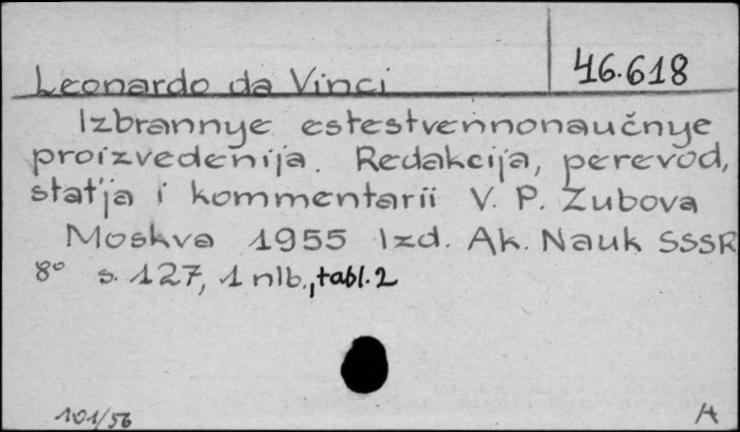 46.618
Leonardo da Vinci
Izbrannye estestvennonaučnye
proizvedenija. Redakcija, perevod,
stat'ja i kommentarii V. P. Zubova
Moskva 1955 Izd. Ak. Nauk SSSR
8° s. 127, 1 nlb., tabl. 2
101/56
A